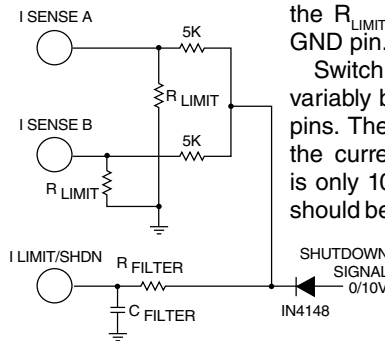 I SENSE A
5K
R LIMIT
I SENSE B
5K
R LIMIT
I LIMIT/SHDN
R FILTER
C FILTER
SHUTDOWN
SIGNAL
0/10V
IN4148
the RLIMIT
GND pin.
Switch
variably b
pins. The
the curre
is only 10
should be